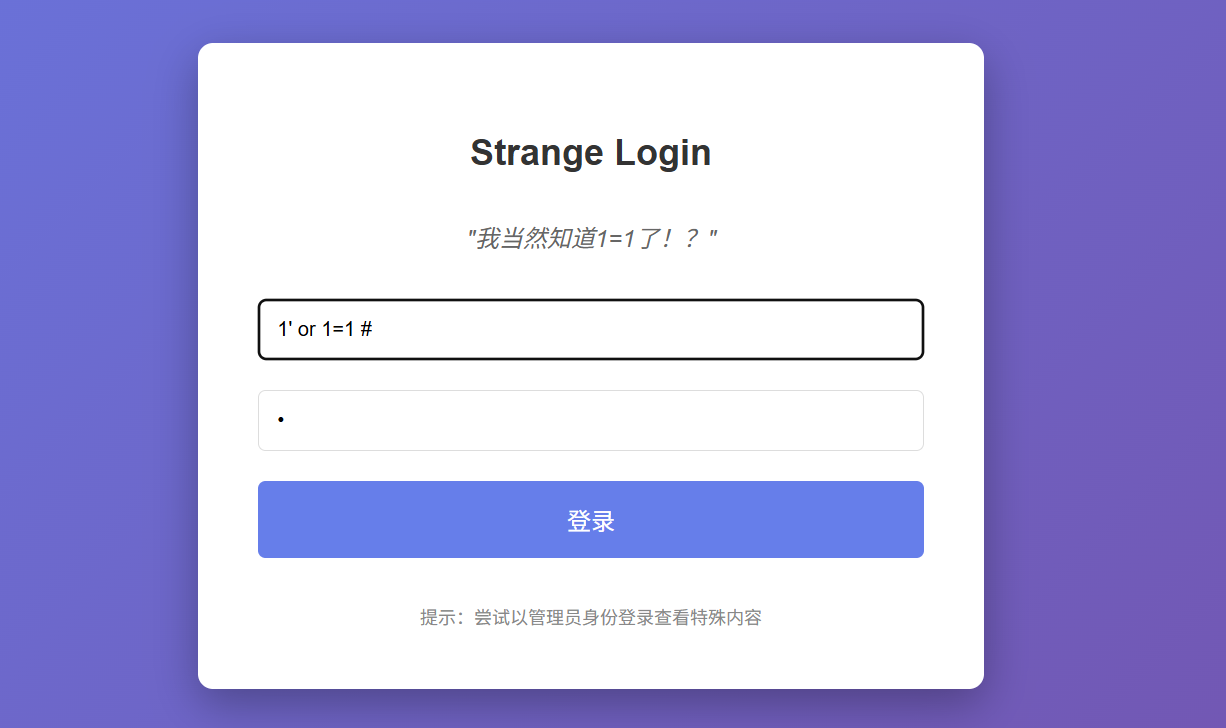 Strange Login
"我当然知道1=1了！？"
1' or 1=1 #
•
登录
提示：尝试以管理员身份登录查看特殊内容